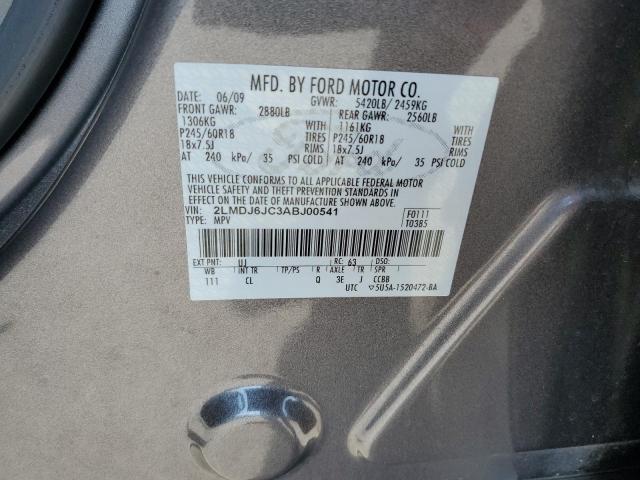 MFD. BY FORD MOTOR CO.
DATE: 06/09 GVWR: 5420LB/ 2459KG
FRONT GAWR: 2880LB REAR GAWR: 2560LB
1306KG WITH 1161KG WITH
P245/60R18 TIRES P245/60R18 TIRES
18x7.5J RIMS 18x7.5J RIMS
AT 240 kPa/ 35 PSI COLD AT 240 kPa/ 35 PSI COLD
THIS VEHICLE CONFORMS TO ALL APPLICABLE FEDERAL MOTOR
VEHICLE SAFETY AND THEFT PREVENTION STANDARDS IN
EFFECT ON THE DATE OF MANUFACTURE SHOWN ABOVE.
VIN: 2LMDJ6JC3ABJ00541 F0111
TYPE: MPV T0385
EXT PNT: UJ RC: 63 DSO:
WB INT TR TP/PS R AXLE TR SPR
111 CL Q 3E J CCBB
UTC ▽5U5A-1520472-BA